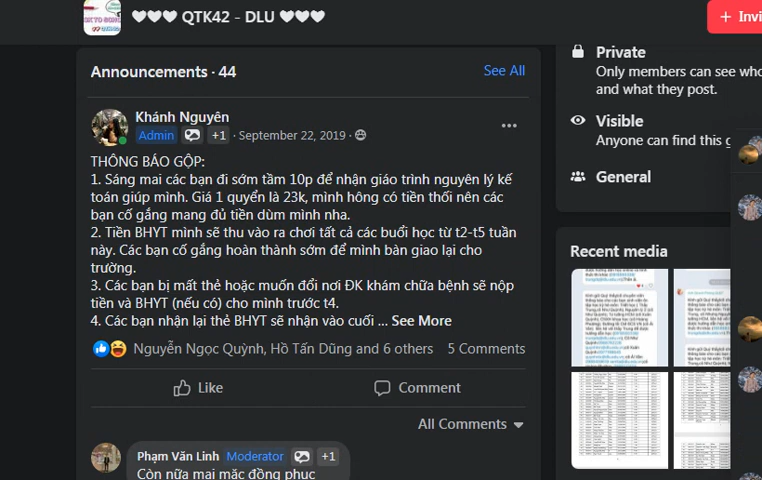 🤍🤍🤍 QTK42 - DLU 🤍🤍🤍
+ Invi
Announcements · 44
See All
Khánh Nguyên
Admin +1 · September 22, 2019 ·
THÔNG BÁO GỘP:
1. Sáng mai các bạn đi sớm tầm 10p để nhận giáo trình nguyên lý kế
toán giúp mình. Giá 1 quyển là 23k, mình hông có tiền thối nên các
bạn cố gắng mang đủ tiền dùm mình nha.
2. Tiền BHYT mình sẽ thu vào ra chơi tất cả các buổi học từ t2-t5 tuần
này. Các bạn cố gắng hoàn thành sớm để mình bàn giao lại cho
trường.
3. Các bạn bị mất thẻ hoặc muốn đổi nơi ĐK khám chữa bệnh sẽ nộp
tiền và BHYT (nếu có) cho mình trước t4.
4. Các bạn nhận lại thẻ BHYT sẽ nhận vào cuối ... See More
Nguyễn Ngọc Quỳnh, Hồ Tấn Dũng and 6 others
5 Comments
Like
Comment
All Comments
Phạm Văn Linh Moderator +1
Còn nữa mai mặc đồng phục
Private
Only members can see who
and what they post.
Visible
Anyone can find this g
General
Recent media